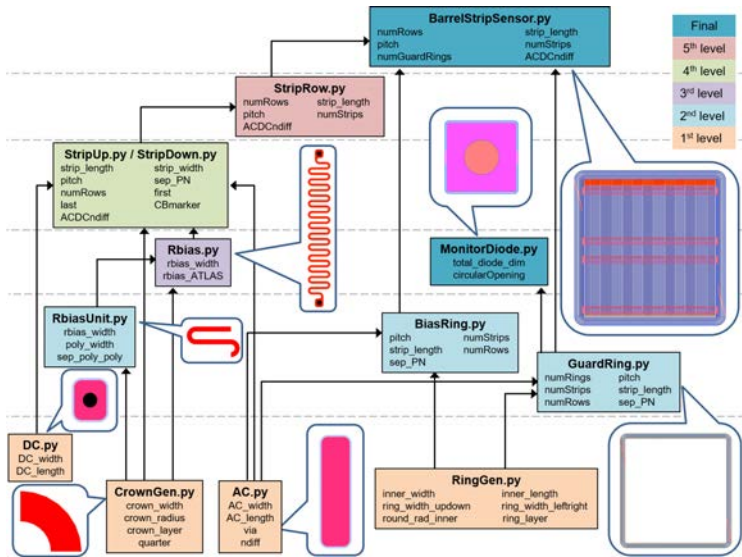 BarrelStripSensor.py
numRows strip_length
pitch numStrips
numGuardRings ACDCndiff
Final
5th level
4th level
3rd level
2nd level
1st level
StripRow.py
numRows strip_length
pitch numStrips
ACDCndiff
StripUp.py / StripDown.py
strip_length strip_width
pitch sep_PN
numRows first
last CBmarker
ACDCndiff
Rbias.py
rbias_width
rbias_ATLAS
MonitorDiode.py
total_diode_dim
circularOpening
RbiasUnit.py
rbias_width
poly_width
sep_poly_poly
BiasRing.py
pitch numStrips
strip_length numRows
sep_PN
GuardRing.py
numRings pitch
numStrips strip_length
numRows sep_PN
DC.py
DC_width
DC_length
CrownGen.py
crown_width
crown_radius
crown_layer
quarter
AC.py
AC_width
AC_length
via
ndiff
RingGen.py
inner_width inner_length
ring_width_updown ring_width_leftright
round_rad_inner ring_layer